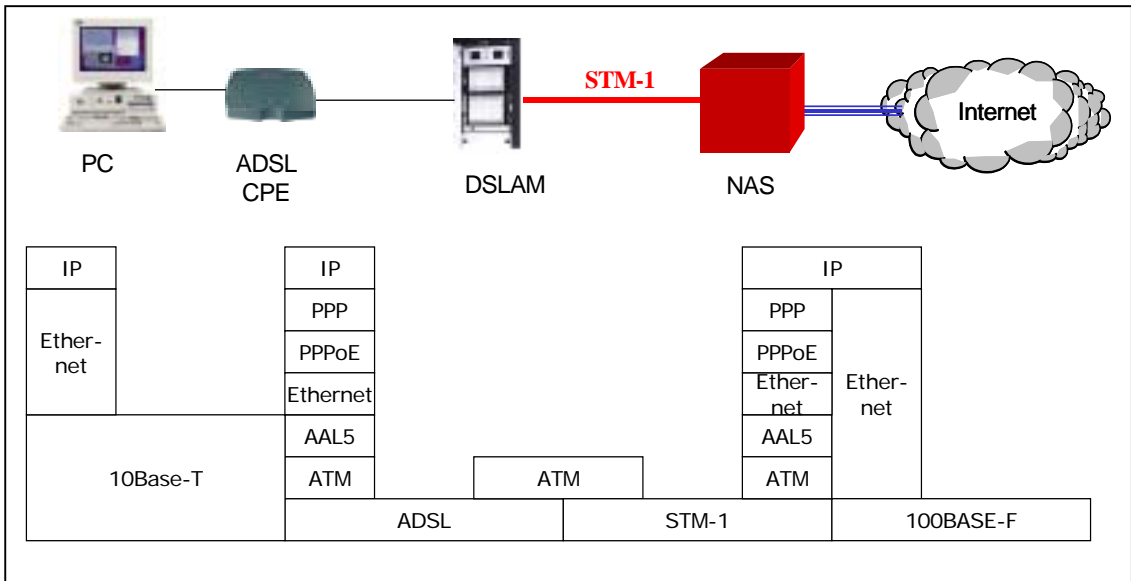 STM-1
Internet
PC
ADSL
CPE
DSLAM
NAS
IP
IP
IP
Ether-
net
PPP
PPPoE
Ethernet
AAL5
ATM
ATM
PPP
PPPoE
Ether-
net
AAL5
ATM
Ether-
net
10Base-T
ADSL
STM-1
100BASE-F